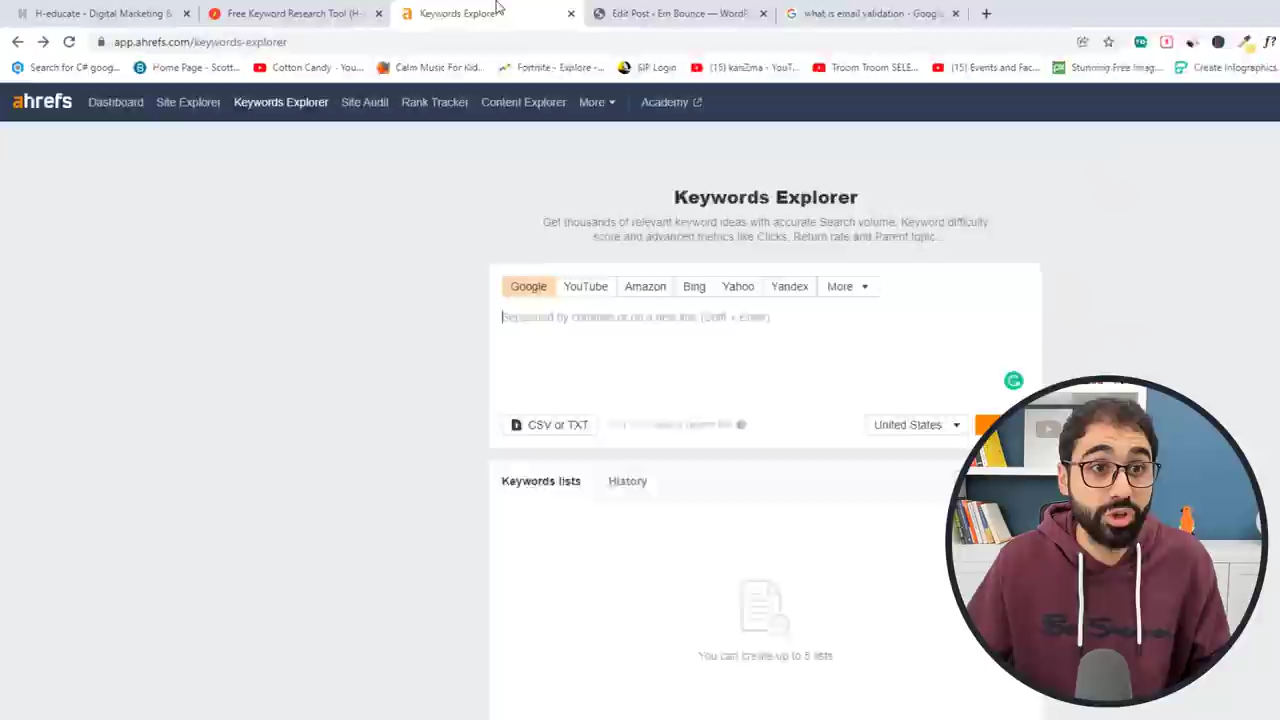 H-educate - Digital Marketing &
Free Keyword Research Tool (H-
Keywords Explorer
Edit Post ‹ Em Bounce — WordP
what is email validation - Google
app.ahrefs.com/keywords-explorer
Search for C# goog...
Home Page - Scott...
Cotton Candy - You...
Calm Music For Kid...
Fortnite - Explore -...
SIP Login
(15) kanzma - YouT...
Troom Troom SELE...
(15) Events and Fac...
Stunning Free Imag...
Create Infographics
ahrefs
Dashboard
Site Explorer
Keywords Explorer
Site Audit
Rank Tracker
Content Explorer
More
Academy
Keywords Explorer
Get thousands of relevant keyword ideas with accurate Search volume, Keyword difficulty
score and advanced metrics like Clicks, Return rate and Parent topic...
Google
YouTube
Amazon
Bing
Yahoo
Yandex
More
Separated by commas or on a new line (Shift + Enter)
CSV or TXT
United States
Keywords lists
History
You can create up to 5 lists